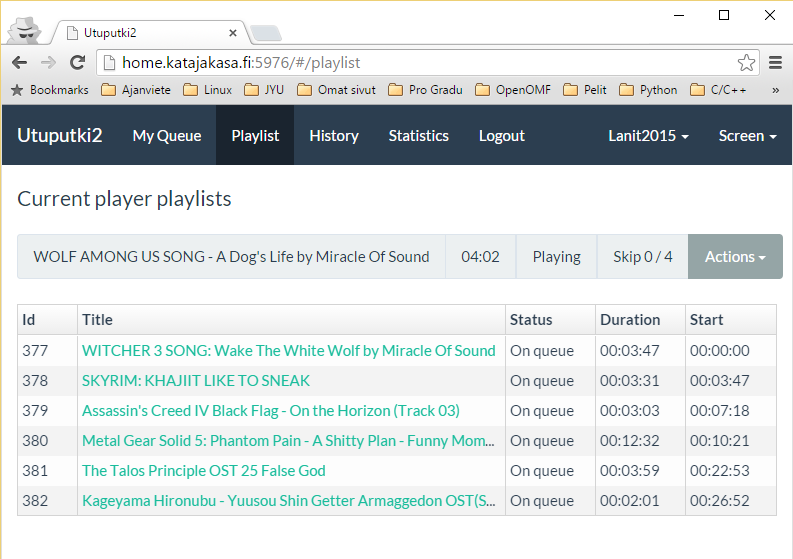 Utuputki2
home.katajakasa.fi:5976/#/playlist
Bookmarks Ajanviete Linux JYU Omat sivut Pro Gradu OpenOMF Pelit Python C/C++ »
Utuputki2 My Queue Playlist History Statistics Logout Lanit2015 Screen
Current player playlists
WOLF AMONG US SONG - A Dog's Life by Miracle Of Sound 04:02 Playing Skip 0 / 4 Actions
Id Title Status Duration Start
377 WITCHER 3 SONG: Wake The White Wolf by Miracle Of Sound On queue 00:03:47 00:00:00
378 SKYRIM: KHAJIIT LIKE TO SNEAK On queue 00:03:31 00:03:47
379 Assassin's Creed IV Black Flag - On the Horizon (Track 03) On queue 00:03:03 00:07:18
380 Metal Gear Solid 5: Phantom Pain - A Shitty Plan - Funny Mom... On queue 00:12:32 00:10:21
381 The Talos Principle OST 25 False God On queue 00:03:59 00:22:53
382 Kageyama Hironubu - Yuusou Shin Getter Armaggedon OST(S... On queue 00:02:01 00:26:52